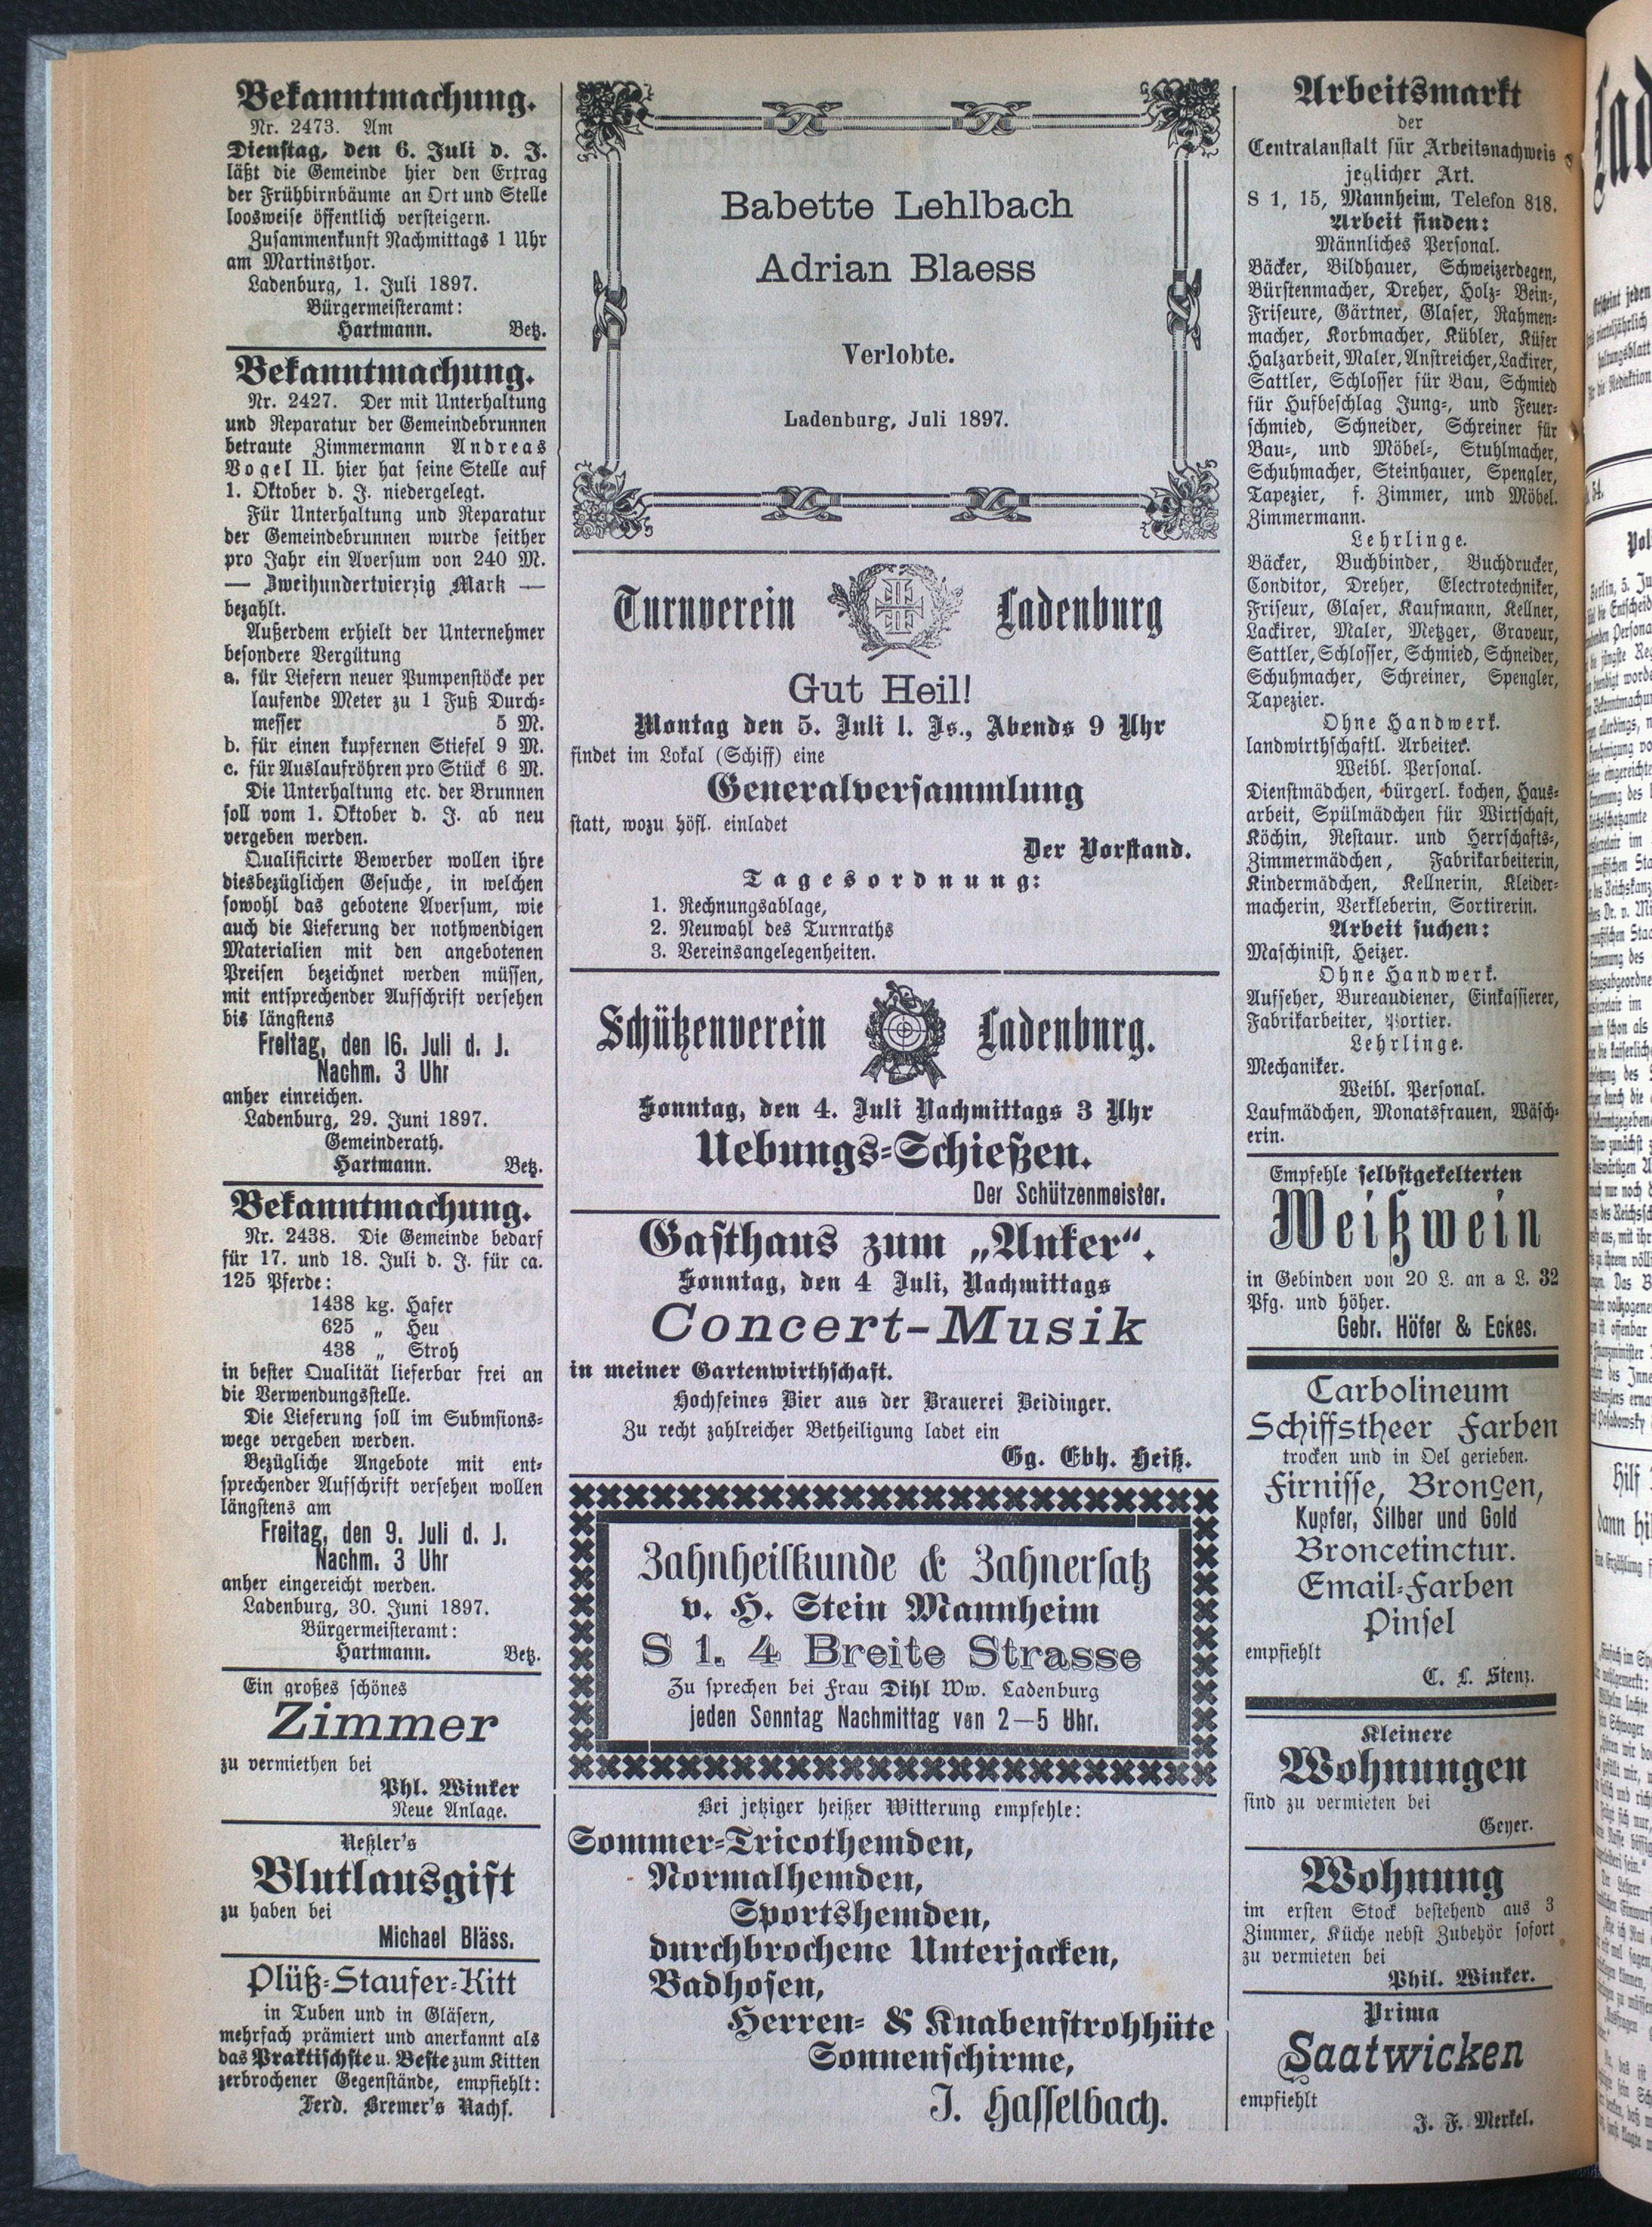 Bekanntmachung.
Nr. 2473. Am
Dienstag, den 6. Juli d. J.
läßt die Gemeinde hier den Ertrag
der Frühbirnbäume an Ort und Stelle
loosweise öffentlich versteigern.
Zusammenkunft Nachmittags 1 Uhr
am Martinsthor.
Ladenburg, 1. Juli 1897.
Bürgermeisteramt:
Hartmann. Betz.
Bekanntmachung.
Nr. 2427. Der mit Unterhaltung
und Reparatur der Gemeindebrunnen
betraute Zimmermann Andreas
Vogel II. hier hat seine Stelle auf
1. Oktober d. J. niedergelegt.
Für Unterhaltung und Reparatur
der Gemeindebrunnen wurde seither
pro Jahr ein Aversum von 240 M.
— Zweihundertvierzig Mark —
bezahlt.
Außerdem erhielt der Unternehmer
besondere Vergütung
a. für Liefern neuer Pumpenstöcke per
laufende Meter zu 1 Fuß Durch-
messer 5 M.
b. für einen kupfernen Stiefel 9 M.
c. für Auslaufröhren pro Stück 6 M.
Die Unterhaltung etc. der Brunnen
soll vom 1. Oktober d. J. ab neu
vergeben werden.
Qualificirte Bewerber wollen ihre
diesbezüglichen Gesuche, in welchen
sowohl das gebotene Aversum, wie
auch die Lieferung der nothwendigen
Materialien mit den angebotenen
Preisen bezeichnet werden müssen,
mit entsprechender Aufschrift versehen
bis längstens
Freitag, den 16. Juli d. J.
Nachm. 3 Uhr
anher einreichen.
Ladenburg, 29. Juni 1897.
Gemeinderath.
Hartmann. Betz.
Bekanntmachung.
Nr. 2438. Die Gemeinde bedarf
für 17. und 18. Juli d. J. für ca.
125 Pferde:
1438 kg. Hafer
625 „ Heu
438 „ Stroh
in bester Qualität lieferbar frei an
die Verwendungsstelle.
Die Lieferung soll im Submsions-
wege vergeben werden.
Bezügliche Angebote mit ent-
sprechender Aufschrift versehen wollen
längstens am
Freitag, den 9. Juli d. J.
Nachm. 3 Uhr
anher eingereicht werden.
Ladenburg, 30. Juni 1897.
Bürgermeisteramt:
Hartmann. Betz.
Ein großes schönes
Zimmer
zu vermiethen bei
Phl. Winker
Neue Anlage.
Neßler's
Blutlausgift
zu haben bei
Michael Bläss.
Plüß-Staufer-Kitt
in Tuben und in Gläsern,
mehrfach prämiert und anerkannt als
das Praktischste u. Beste zum Kitten
zerbrochener Gegenstände, empfiehlt:
Ferd. Bremer's Nachf.
Babette Lehlbach
Adrian Blaess
Verlobte.
Ladenburg, Juli 1897.
Turnverein Ladenburg
Gut Heil!
Montag den 5. Juli l. Js., Abends 9 Uhr
findet im Lokal (Schiff) eine
Generalversammlung
statt, wozu höfl. einladet
Der Vorstand.
Tagesordnung:
1. Rechnungsablage,
2. Neuwahl des Turnraths
3. Vereinsangelegenheiten.
Schützenverein Ladenburg.
Sonntag, den 4. Juli Nachmittags 3 Uhr
Uebungs-Schießen.
Der Schützenmeister.
Gasthaus zum „Anker“.
Sonntag, den 4 Juli, Nachmittags
Concert-Musik
in meiner Gartenwirthschaft.
Hochfeines Bier aus der Brauerei Beidinger.
Zu recht zahlreicher Betheiligung ladet ein
Gg. Ebh. Heiß.
Zahnheilkunde & Zahnersatz
v. H. Stein Mannheim
S 1. 4 Breite Strasse
Zu sprechen bei Frau Dihl Ww. Ladenburg
jeden Sonntag Nachmittag von 2—5 Uhr.
Bei jetziger heißer Witterung empfehle:
Sommer-Tricothemden,
Normalhemden,
Sportshemden,
durchbrochene Unterjacken,
Badhosen,
Herren- & Knabenstrohhüte
Sonnenschirme,
J. Hasselbach.
Arbeitsmarkt
der
Centralanstalt für Arbeitsnachweis
jeglicher Art.
S 1, 15, Mannheim, Telefon 818.
Arbeit finden:
Männliches Personal.
Bäcker, Bildhauer, Schweizerdegen,
Bürstenmacher, Dreher, Holz- Bein-,
Friseure, Gärtner, Glaser, Rahmen-
macher, Korbmacher, Kübler, Küfer
Halzarbeit, Maler, Anstreicher, Lackirer,
Sattler, Schlosser für Bau, Schmied
für Hufbeschlag Jung-, und Feuer-
schmied, Schneider, Schreiner für
Bau-, und Möbel-, Stuhlmacher,
Schuhmacher, Steinhauer, Spengler,
Tapezier, f. Zimmer, und Möbel.
Zimmermann.
Lehrlinge.
Bäcker, Buchbinder, Buchdrucker,
Conditor, Dreher, Electrotechniker,
Friseur, Glaser, Kaufmann, Kellner,
Lackirer, Maler, Metzger, Graveur,
Sattler, Schlosser, Schmied, Schneider,
Schuhmacher, Schreiner, Spengler,
Tapezier.
Ohne Handwerk.
landwirthschaftl. Arbeiter.
Weibl. Personal.
Dienstmädchen, bürgerl. kochen, Haus-
arbeit, Spülmädchen für Wirtschaft,
Köchin, Restaur. und Herrschafts-,
Zimmermädchen, Fabrikarbeiterin,
Kindermädchen, Kellnerin, Kleider-
macherin, Verkleberin, Sortirerin.
Arbeit suchen:
Maschinist, Heizer.
Ohne Handwerk.
Aufseher, Bureaudiener, Einkassierer,
Fabrikarbeiter, Portier.
Lehrlinge.
Mechaniker.
Weibl. Personal.
Laufmädchen, Monatsfrauen, Wäsch-
erin.
Empfehle selbstgekelterten
Weißwein
in Gebinden von 20 L. an a L. 32
Pfg. und höher.
Gebr. Höfer & Eckes.
Carbolineum
Schiffstheer Farben
trocken und in Oel gerieben.
Firnisse, Broncen,
Kupfer, Silber und Gold
Broncetinctur.
Email-Farben
Pinsel
empfiehlt
C. L. Stenz.
Kleinere
Wohnungen
sind zu vermieten bei
Geyer.
Wohnung
im ersten Stock bestehend aus 3
Zimmer, Küche nebst Zubehör sofort
zu vermieten bei
Phil. Winker.
Prima
Saatwicken
empfiehlt
J. F. Merkel.